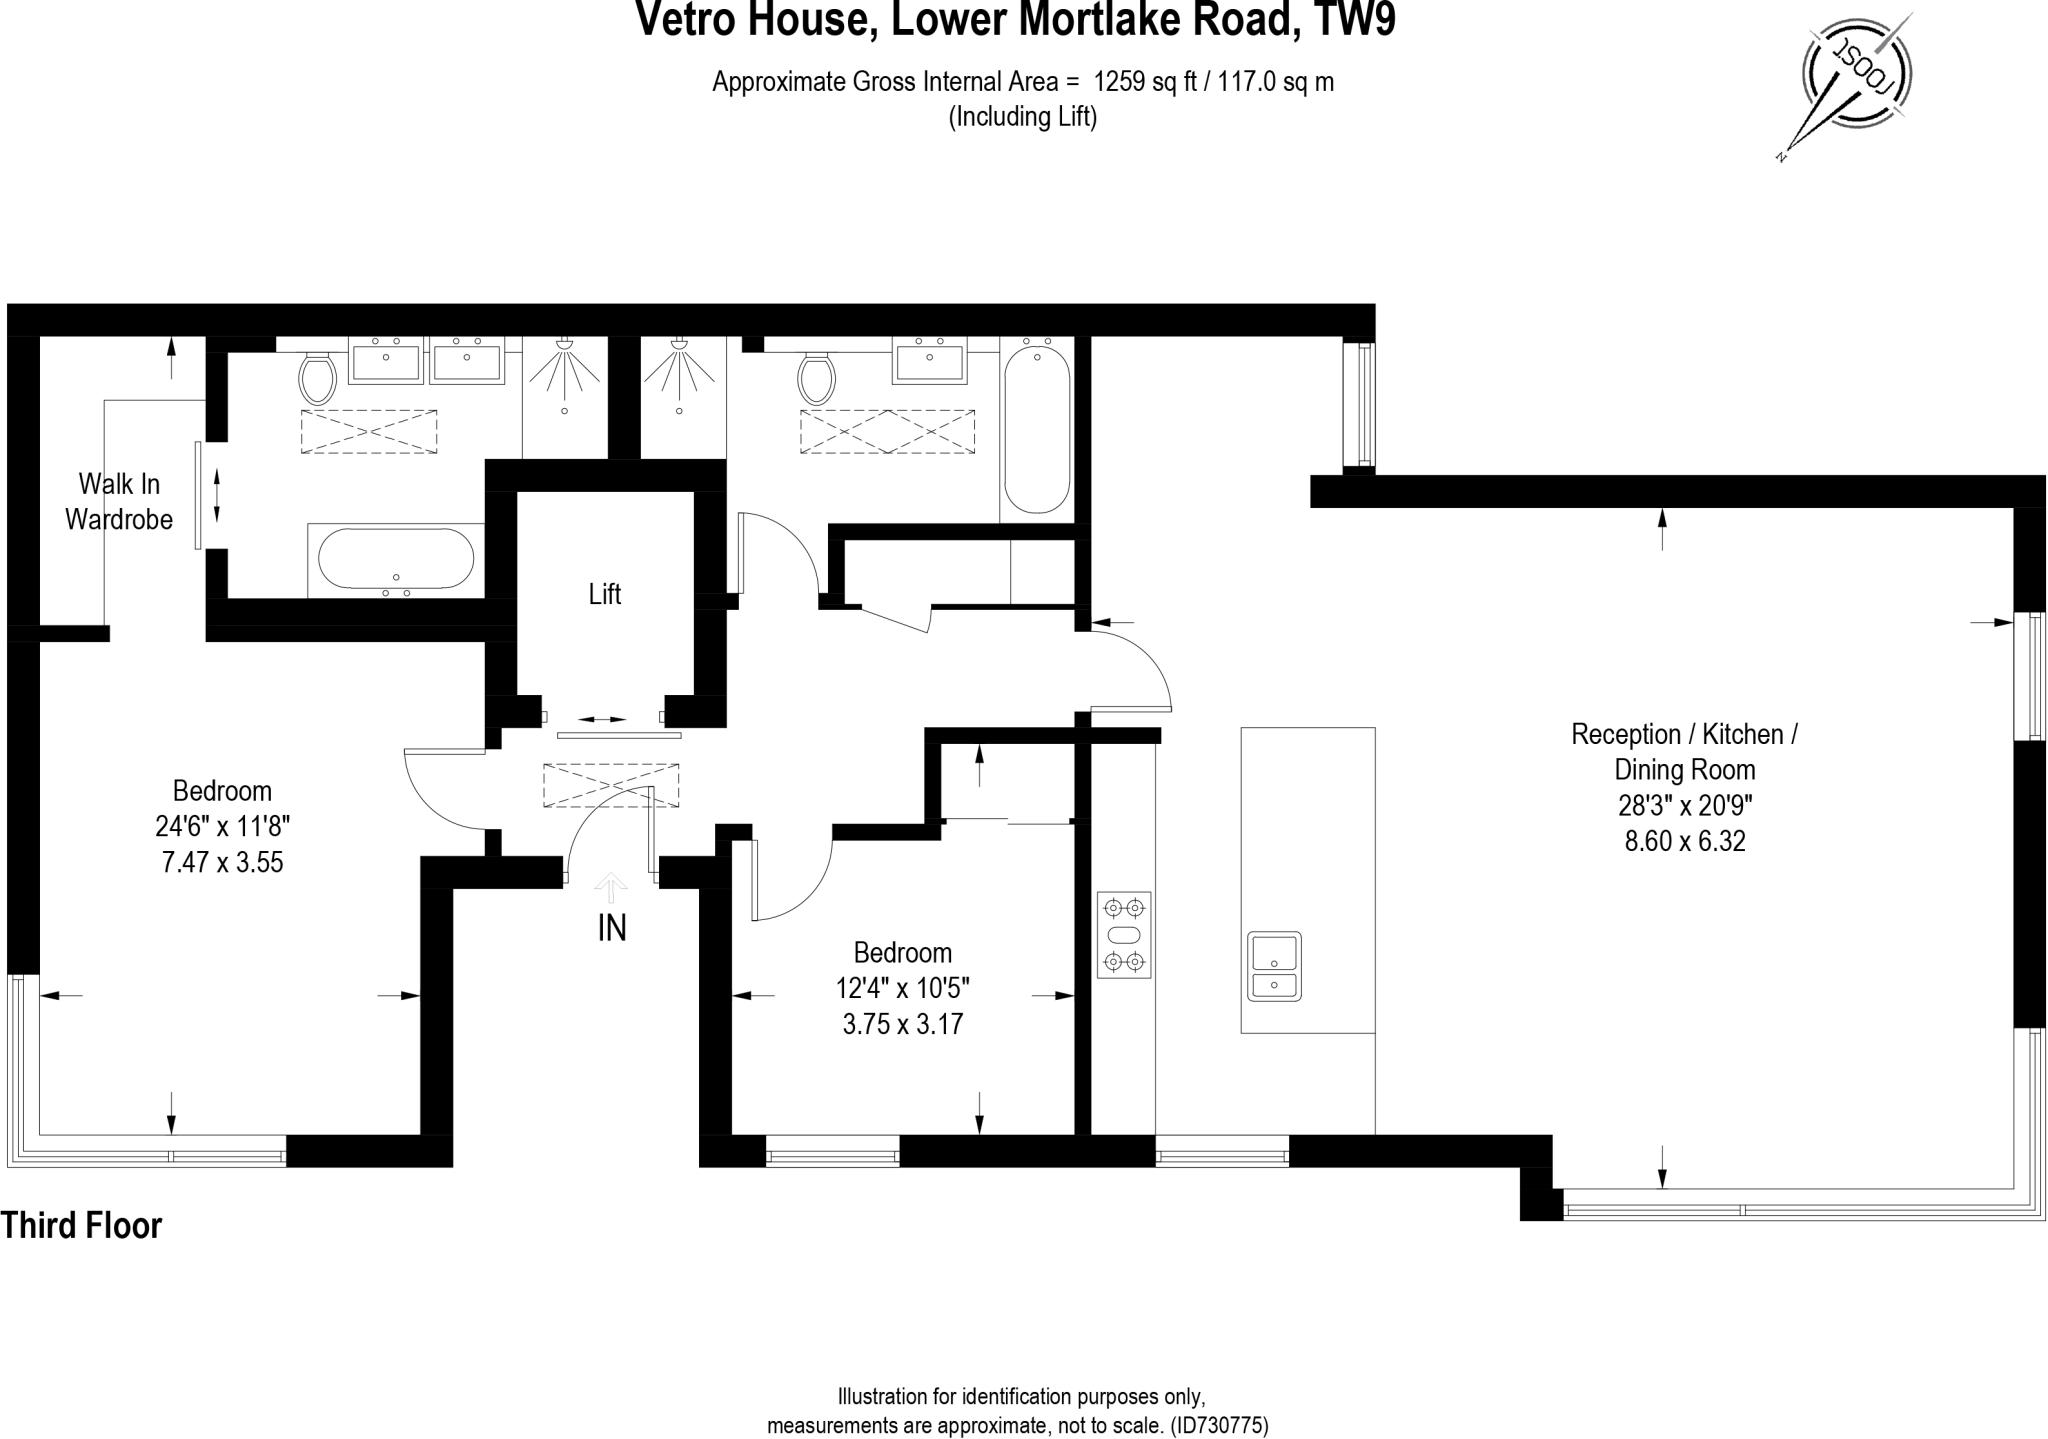 Vetro House, Lower Mortlake Road, TW9
Approximate Gross Internal Area = 1259 sq ft / 117.0 sq m
(Including Lift)
roost
N
Walk In
Wardrobe
Lift
Bedroom
24'6" x 11'8"
7.47 x 3.55
IN
Bedroom
12'4" x 10'5"
3.75 x 3.17
Reception / Kitchen /
Dining Room
28'3" x 20'9"
8.60 x 6.32
Third Floor
Illustration for identification purposes only,
measurements are approximate, not to scale. (ID730775)